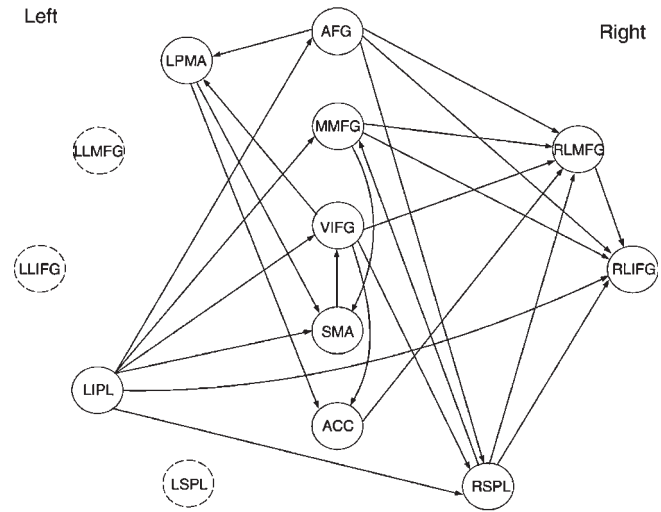 Left
AFG
Right
LPMA
MMFG
LLMFG
RLMFG
VIFG
LLIFG
RLIFG
SMA
LIPL
ACC
LSPL
RSPL